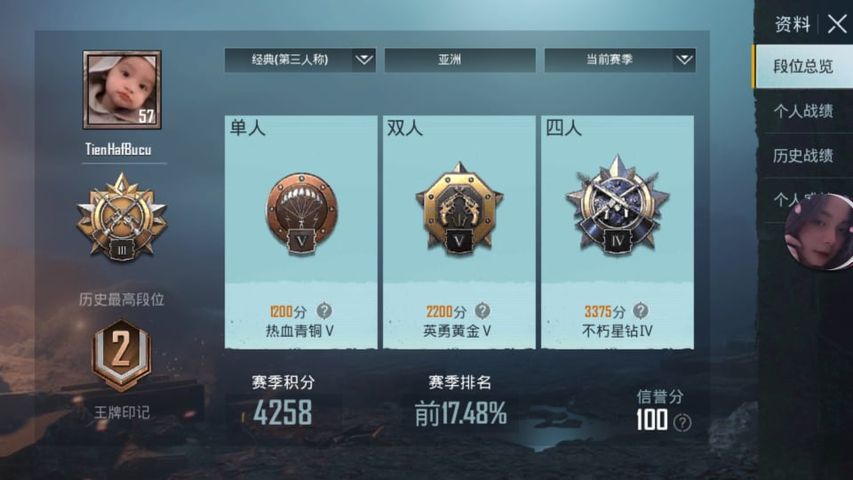 资料
经典(第三人称)
亚洲
当前赛季
段位总览
个人战绩
历史战绩
个人
57
TienHafBucu
III
历史最高段位
2
王牌印记
单人
V
1200分 ?
热血青铜 V
双人
V
2200分 ?
英勇黄金 V
四人
IV
3375分 ?
不朽星钻IV
赛季积分
4258
赛季排名
前17.48%
信誉分
100 ?